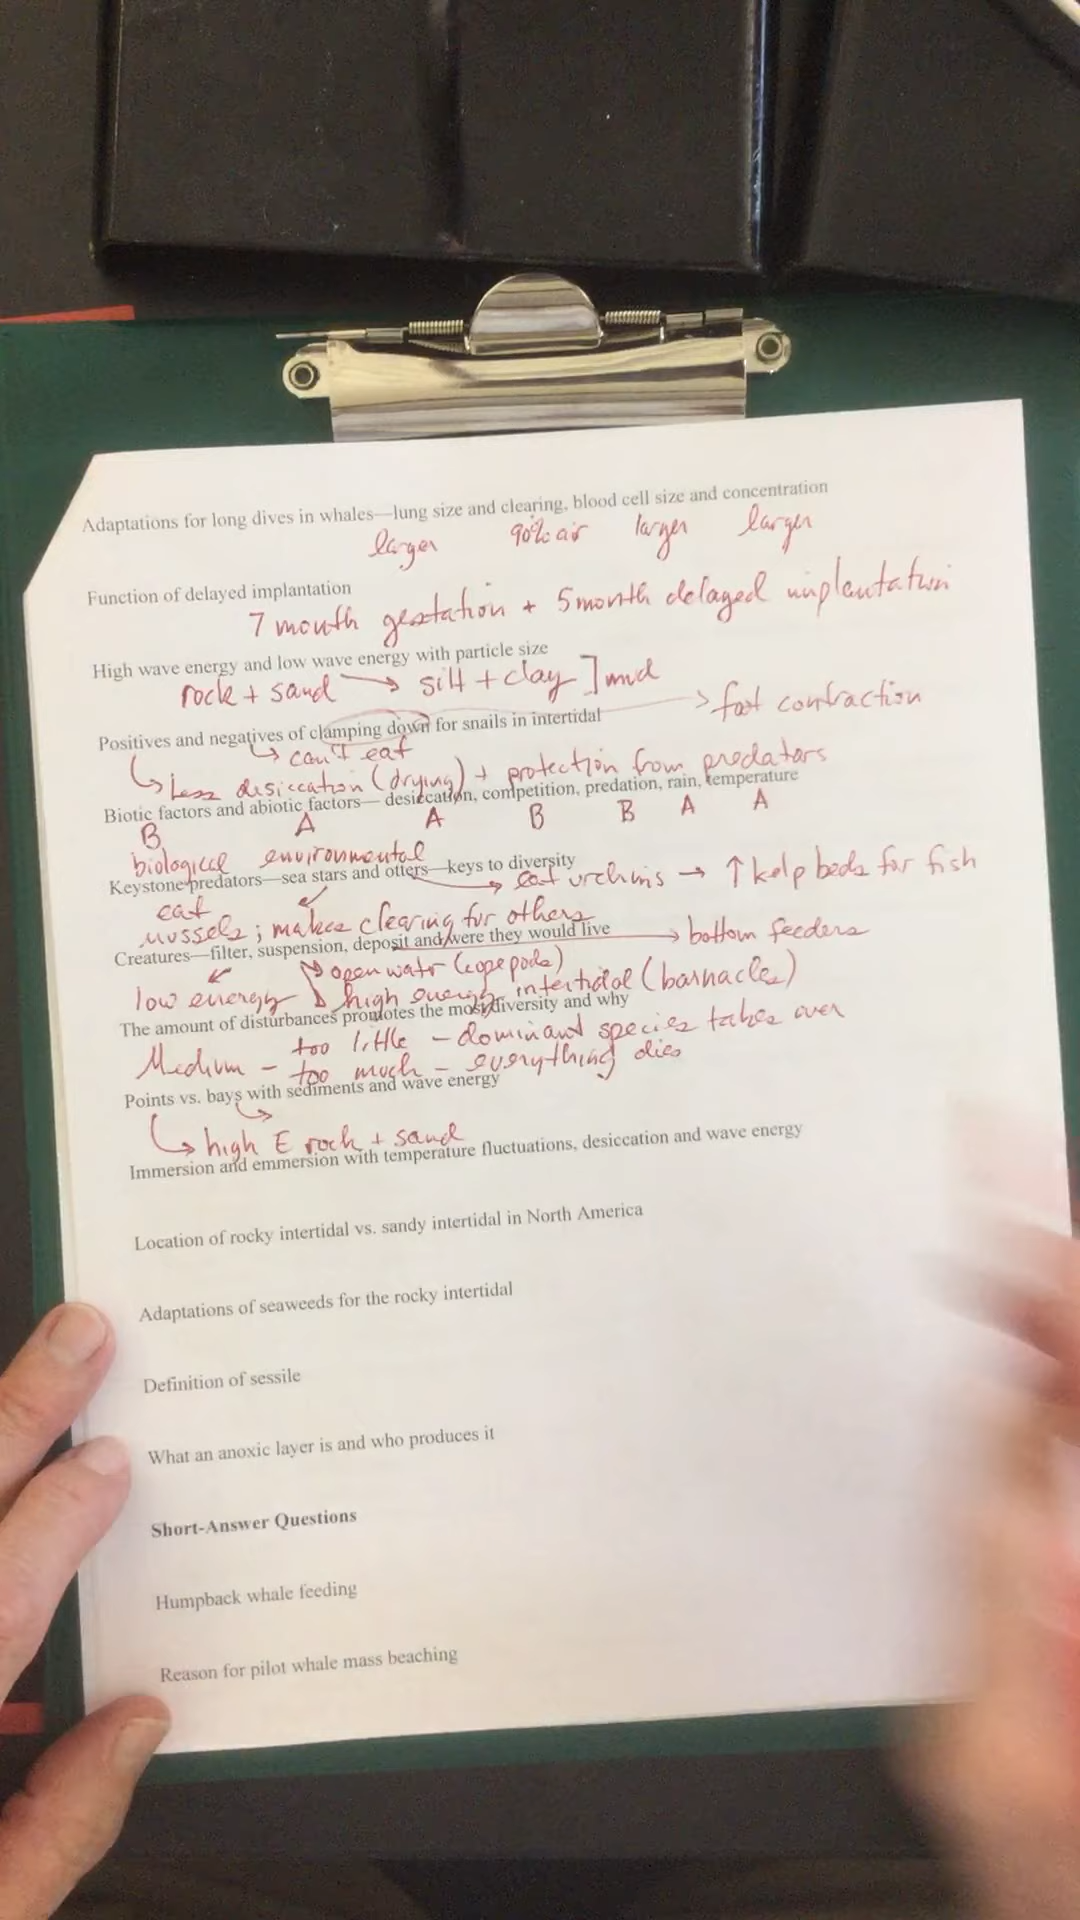 Adaptations for long dives in whales—lung size and clearing, blood cell size and concentration
larger 90% air larger larger
Function of delayed implantation
7 month gestation + 5 month delayed implantation
High wave energy and low wave energy with particle size
rock + sand → silt + clay ] mud
Positives and negatives of clamping down for snails in intertidal → foot contraction
↳ can't eat
↳ Less desiccation (drying) + protection from predators
Biotic factors and abiotic factors— desiccation, competition, predation, rain, temperature
B A A B B A A
biological environmental
Keystone predators—sea stars and otters—keys to diversity
→ eat urchins → ↑ kelp beds for fish
eat
mussels; makes clearing for others
Creatures—filter, suspension, deposit and were they would live → bottom feeders
open water (copepods)
low energy high energy intertidal (barnacles)
The amount of disturbances promotes the most diversity and why
too little – dominant species takes over
Medium – too much – everything dies
Points vs. bays with sediments and wave energy
↳ high E rock + sand
Immersion and emmersion with temperature fluctuations, desiccation and wave energy
Location of rocky intertidal vs. sandy intertidal in North America
Adaptations of seaweeds for the rocky intertidal
Definition of sessile
What an anoxic layer is and who produces it
Short-Answer Questions
Humpback whale feeding
Reason for pilot whale mass beaching